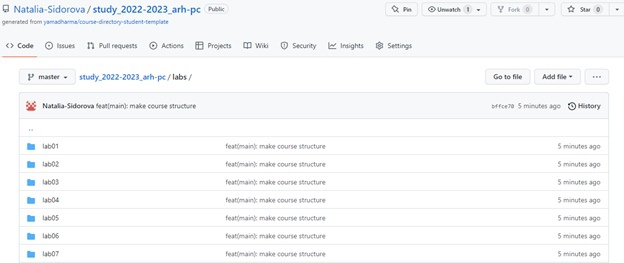 Natalia-Sidorova / study_2022-2023_arh-pc Public Pin Unwatch 1 Fork 0 Star 0
generated from yamadharma/course-directory-student-template
Code Issues Pull requests Actions Projects Wiki Security Insights Settings
master study_2022-2023_arh-pc / labs / Go to file Add file ...
Natalia-Sidorova feat(main): make course structure bffce70 5 minutes ago History
..
lab01 feat(main): make course structure 5 minutes ago
lab02 feat(main): make course structure 5 minutes ago
lab03 feat(main): make course structure 5 minutes ago
lab04 feat(main): make course structure 5 minutes ago
lab05 feat(main): make course structure 5 minutes ago
lab06 feat(main): make course structure 5 minutes ago
lab07 feat(main): make course structure 5 minutes ago